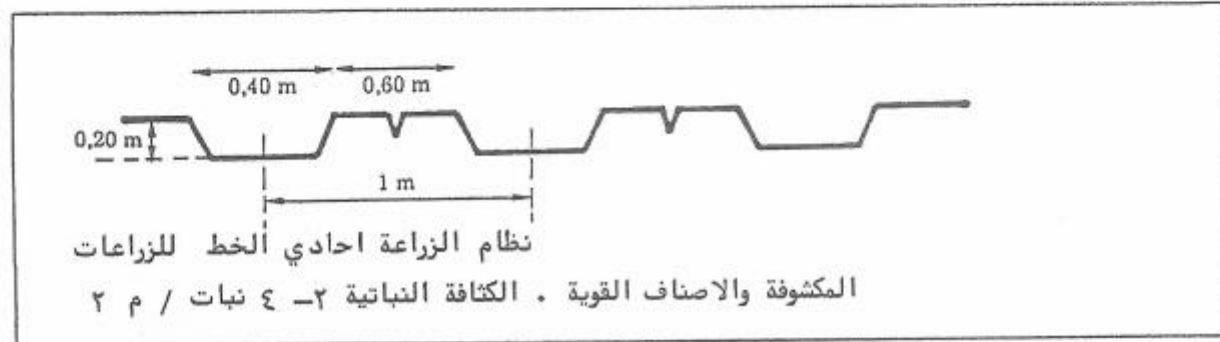 0,40 m
0,60 m
0,20 m
1 m
نظام الزراعة احادي الخط للزراعات
المكشوفة والاصناف القوية . الكثافة النباتية ٢- ٤ نبات / م ٢